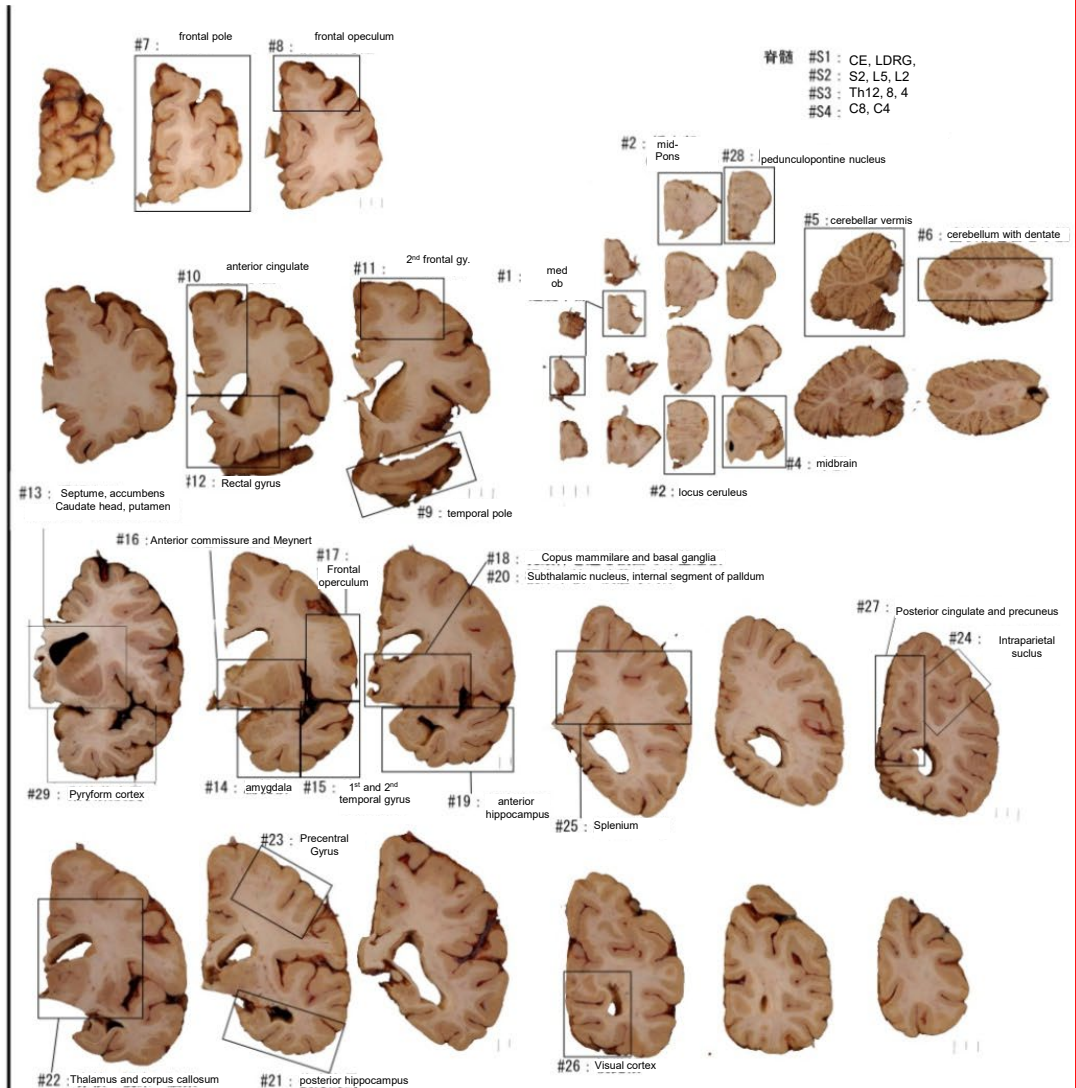 #7 : frontal pole
#8 : frontal opeculum
脊髄 #S1 : CE, LDRG,
#S2 : S2, L5, L2
#S3 : Th12, 8, 4
#S4 : C8, C4
#2 : mid-
Pons
#28 : pedunculopontine nucleus
#5 : cerebellar vermis
#6 : cerebellum with dentate
#10 anterior cingulate
#11 : 2nd frontal gy.
#1 : med
ob
#4 : midbrain
#2 : locus ceruleus
#12 : Rectal gyrus
#13 : Septume, accumbens
Caudate head, putamen
#9 : temporal pole
#16 : Anterior commissure and Meynert
#17 :
Frontal
operculum
#18 : Copus mammilare and basal ganglia
#20 : Subthalamic nucleus, internal segment of palldum
#27 : Posterior cingulate and precuneus
#24 : Intraparietal
suclus
#29 : Pyryform cortex
#14 : amygdala
#15 : 1st and 2nd
temporal gyrus
#19 : anterior
hippocampus
#25 : Splenium
#23 : Precentral
Gyrus
#22 : Thalamus and corpus callosum
#21 : posterior hippocampus
#26 : Visual cortex